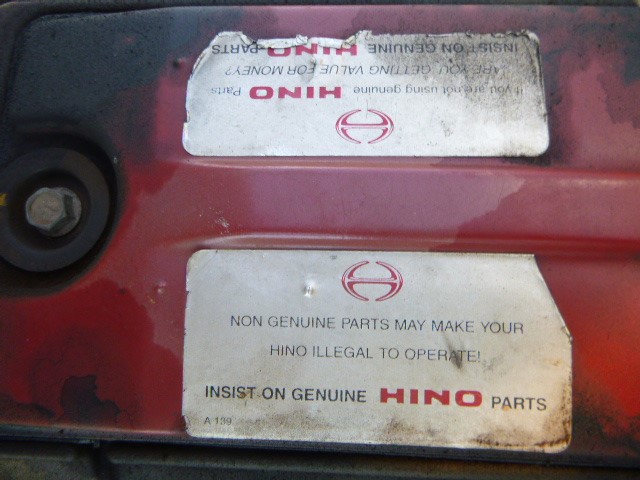 If you are not using genuine HINO Parts
ARE YOU GETTING VALUE FOR MONEY?
INSIST ON GENUINE HINO PARTS
NON GENUINE PARTS MAY MAKE YOUR
HINO ILLEGAL TO OPERATE!
INSIST ON GENUINE HINO PARTS
A 139